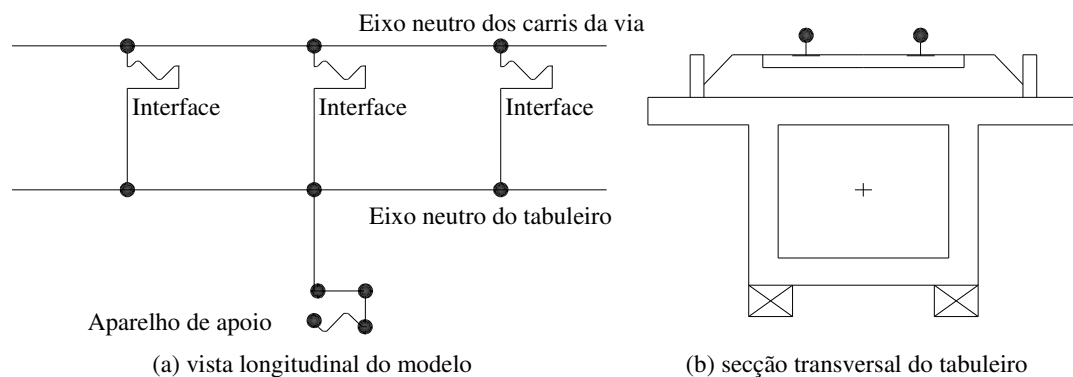 Eixo neutro dos carris da via
Interface Interface Interface
Eixo neutro do tabuleiro
Aparelho de apoio
(a) vista longitudinal do modelo
(b) secção transversal do tabuleiro